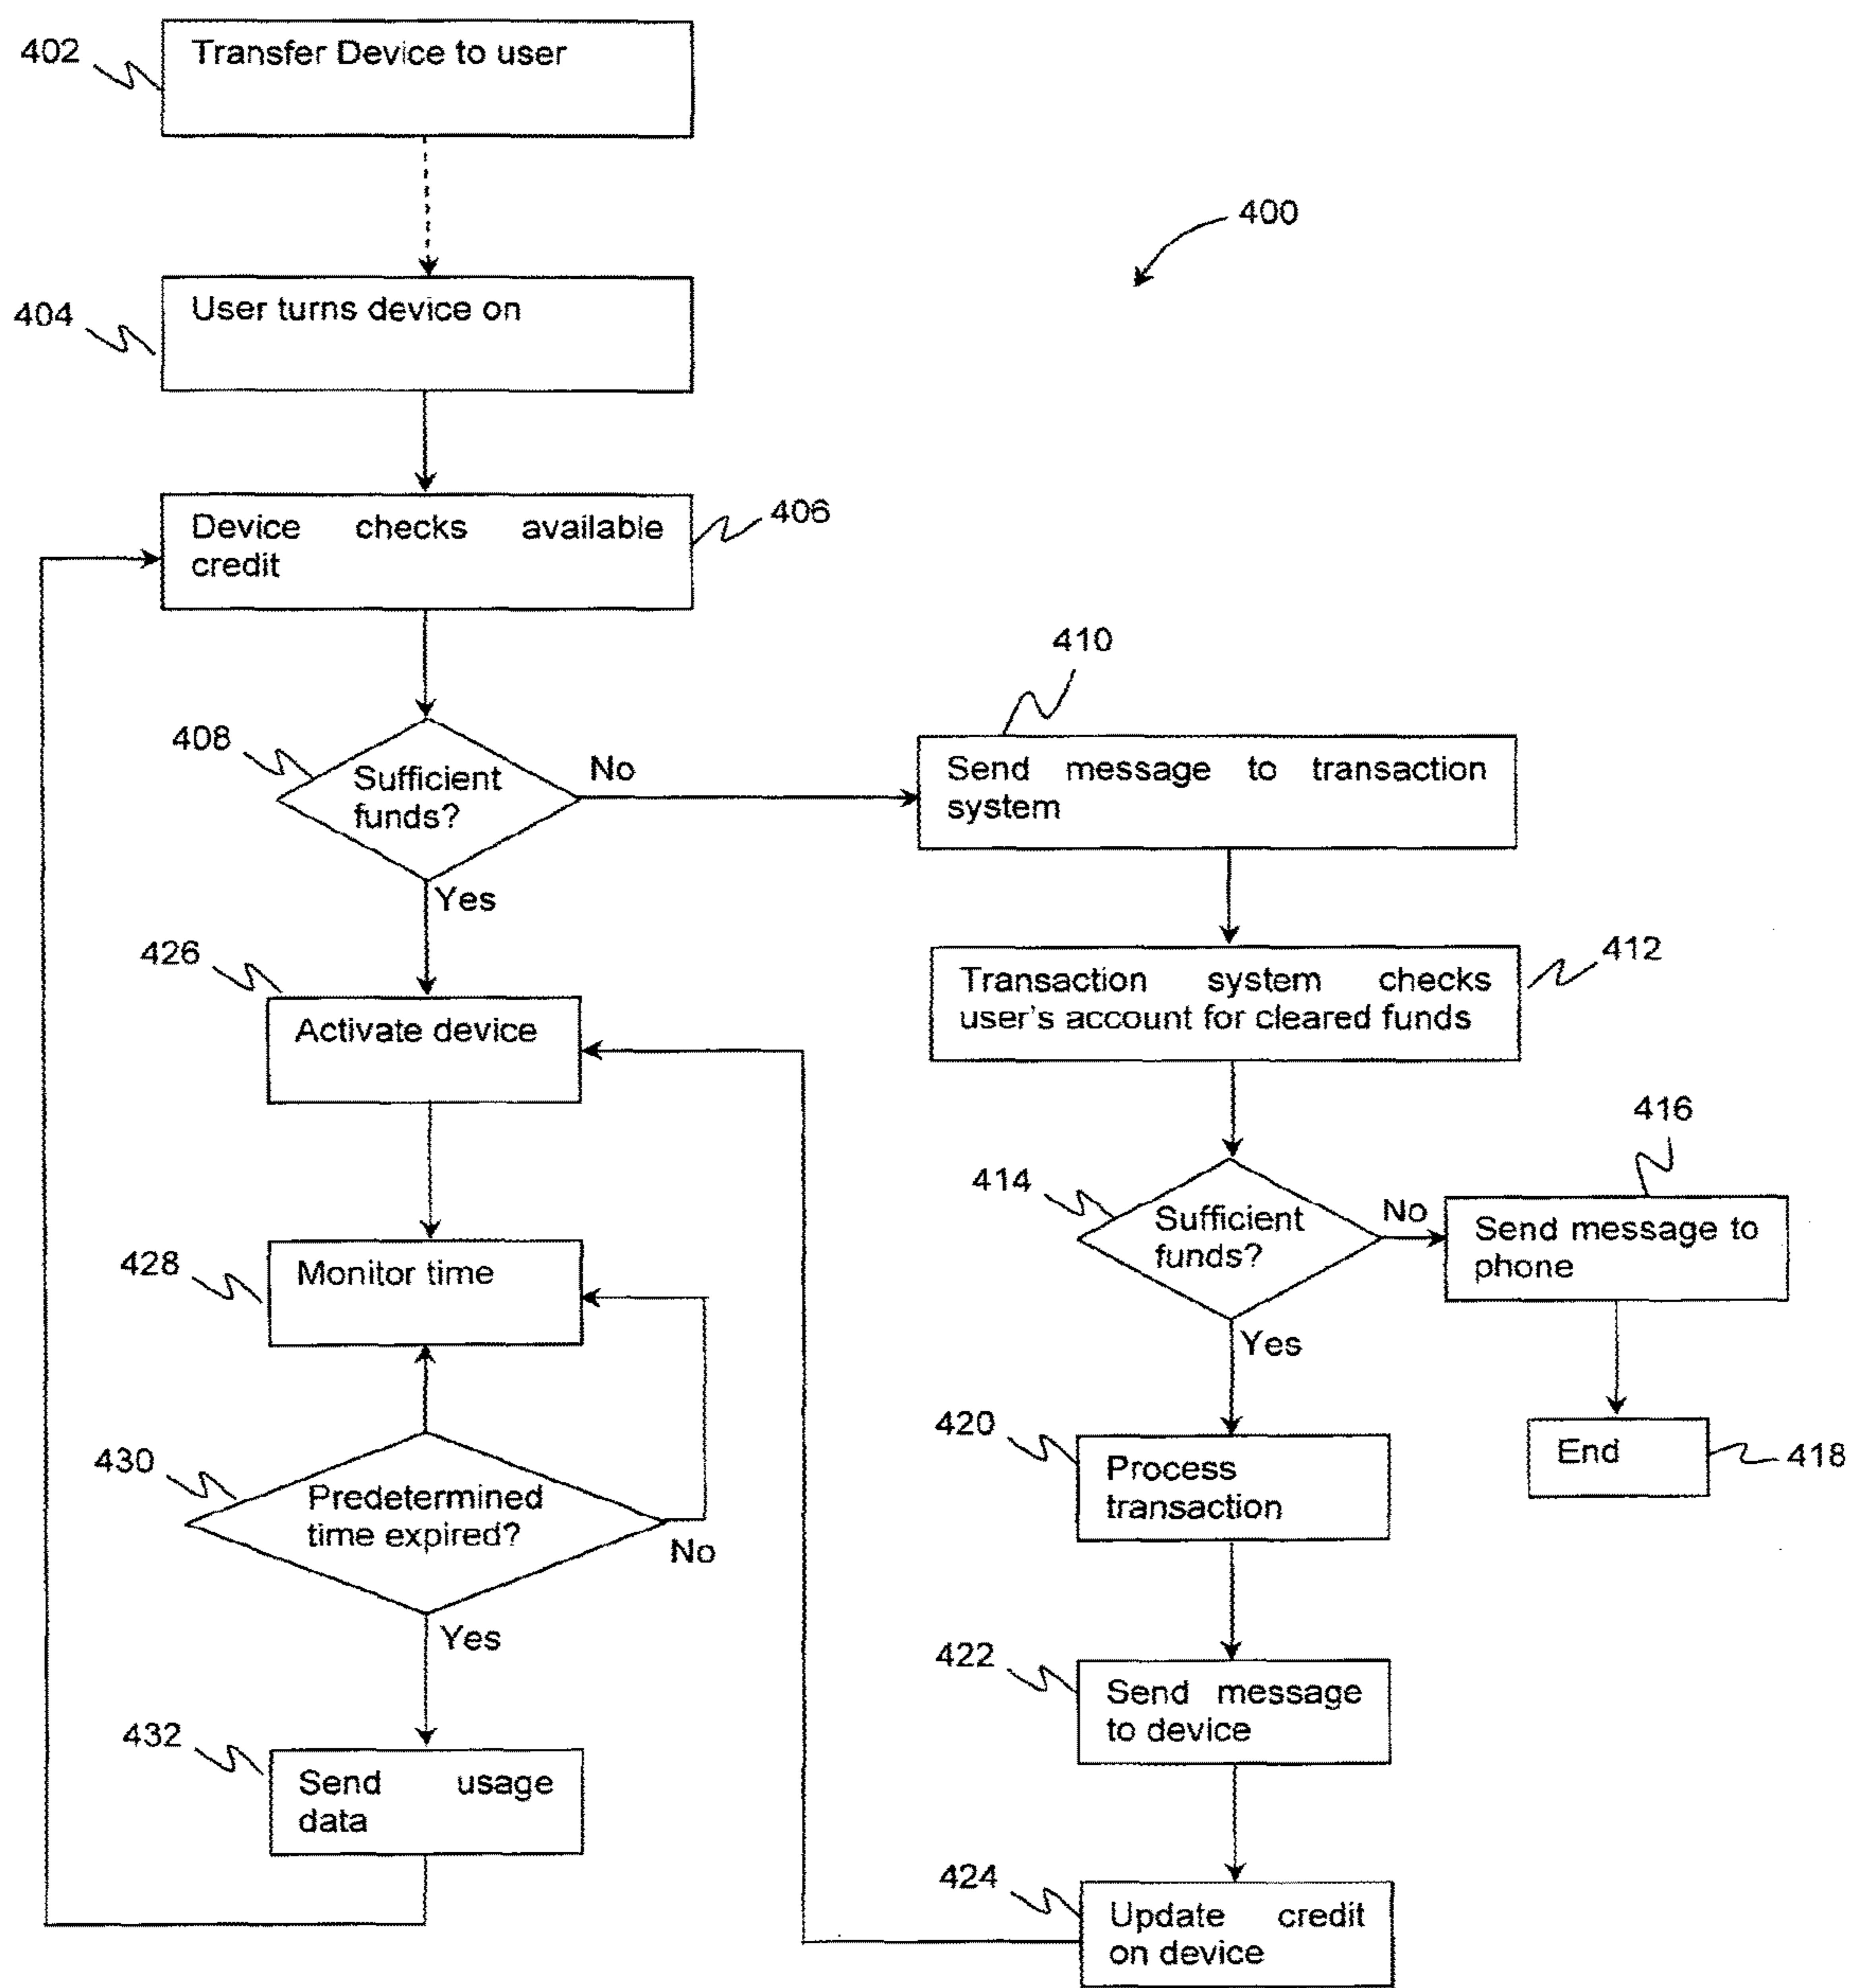 402
Transfer Device to user
400
404
User turns device on
406
Device checks available
credit
408
Sufficient
funds?
No
Yes
410
Send message to transaction
system
412
Transaction system checks
user's account for cleared funds
414
Sufficient
funds?
No
Yes
416
Send message to
phone
418
End
420
Process
transaction
422
Send message
to device
424
Update credit
on device
426
Activate device
428
Monitor time
430
Predetermined
time expired?
No
Yes
432
Send usage
data